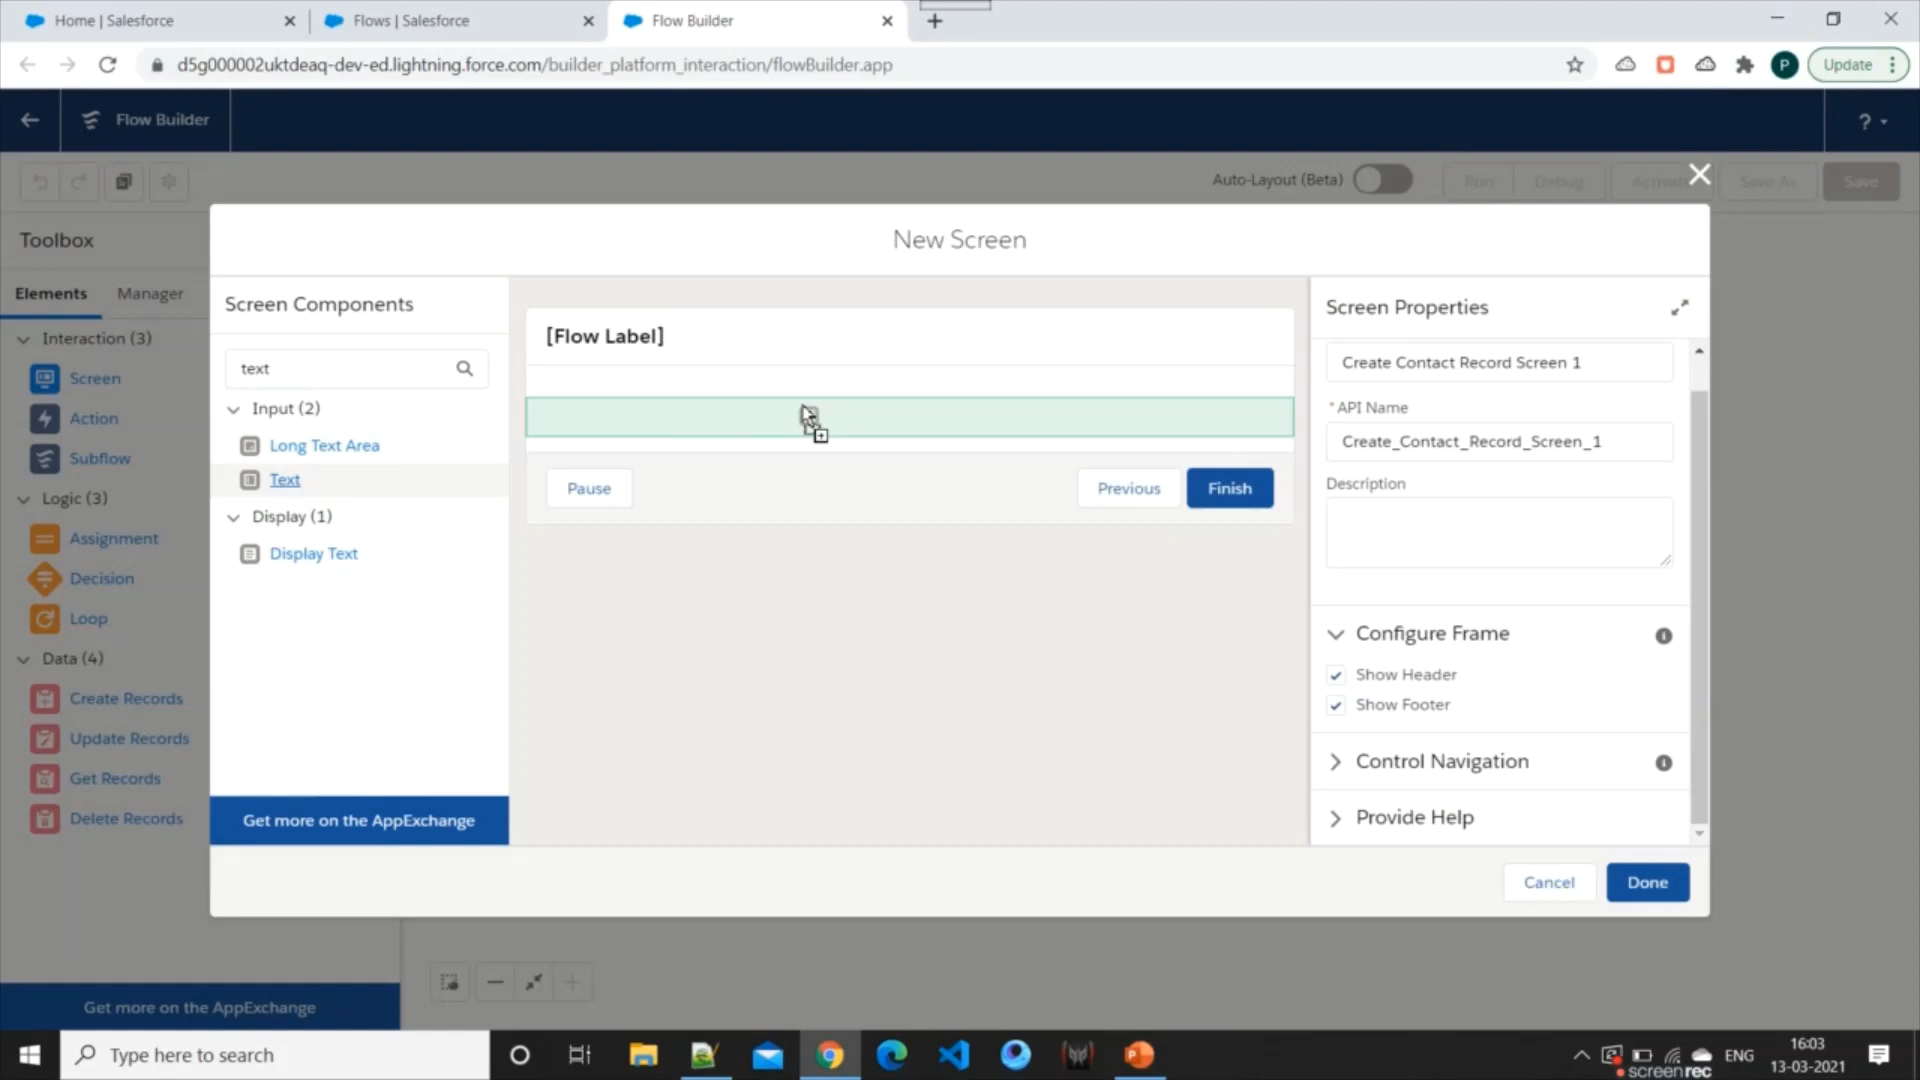 Home | Salesforce
Flows | Salesforce
Flow Builder
d5g000002uktdeaq-dev-ed.lightning.force.com/builder_platform_interaction/flowBuilder.app
P
Update
Flow Builder
?
Auto-Layout (Beta)
Run
Debug
Save As
Save
New Screen
Toolbox
Elements
Manager
Interaction (3)
Screen
Action
Subflow
Logic (3)
Assignment
Decision
Loop
Data (4)
Create Records
Update Records
Get Records
Delete Records
Get more on the AppExchange
Screen Components
text
Input (2)
Long Text Area
Text
Display (1)
Display Text
Get more on the AppExchange
[Flow Label]
Pause
Previous
Finish
Screen Properties
Create Contact Record Screen 1
*API Name
Create_Contact_Record_Screen_1
Description
Configure Frame
Show Header
Show Footer
Control Navigation
Provide Help
Cancel
Done
Type here to search
ENG
16:03
13-03-2021
screenrec